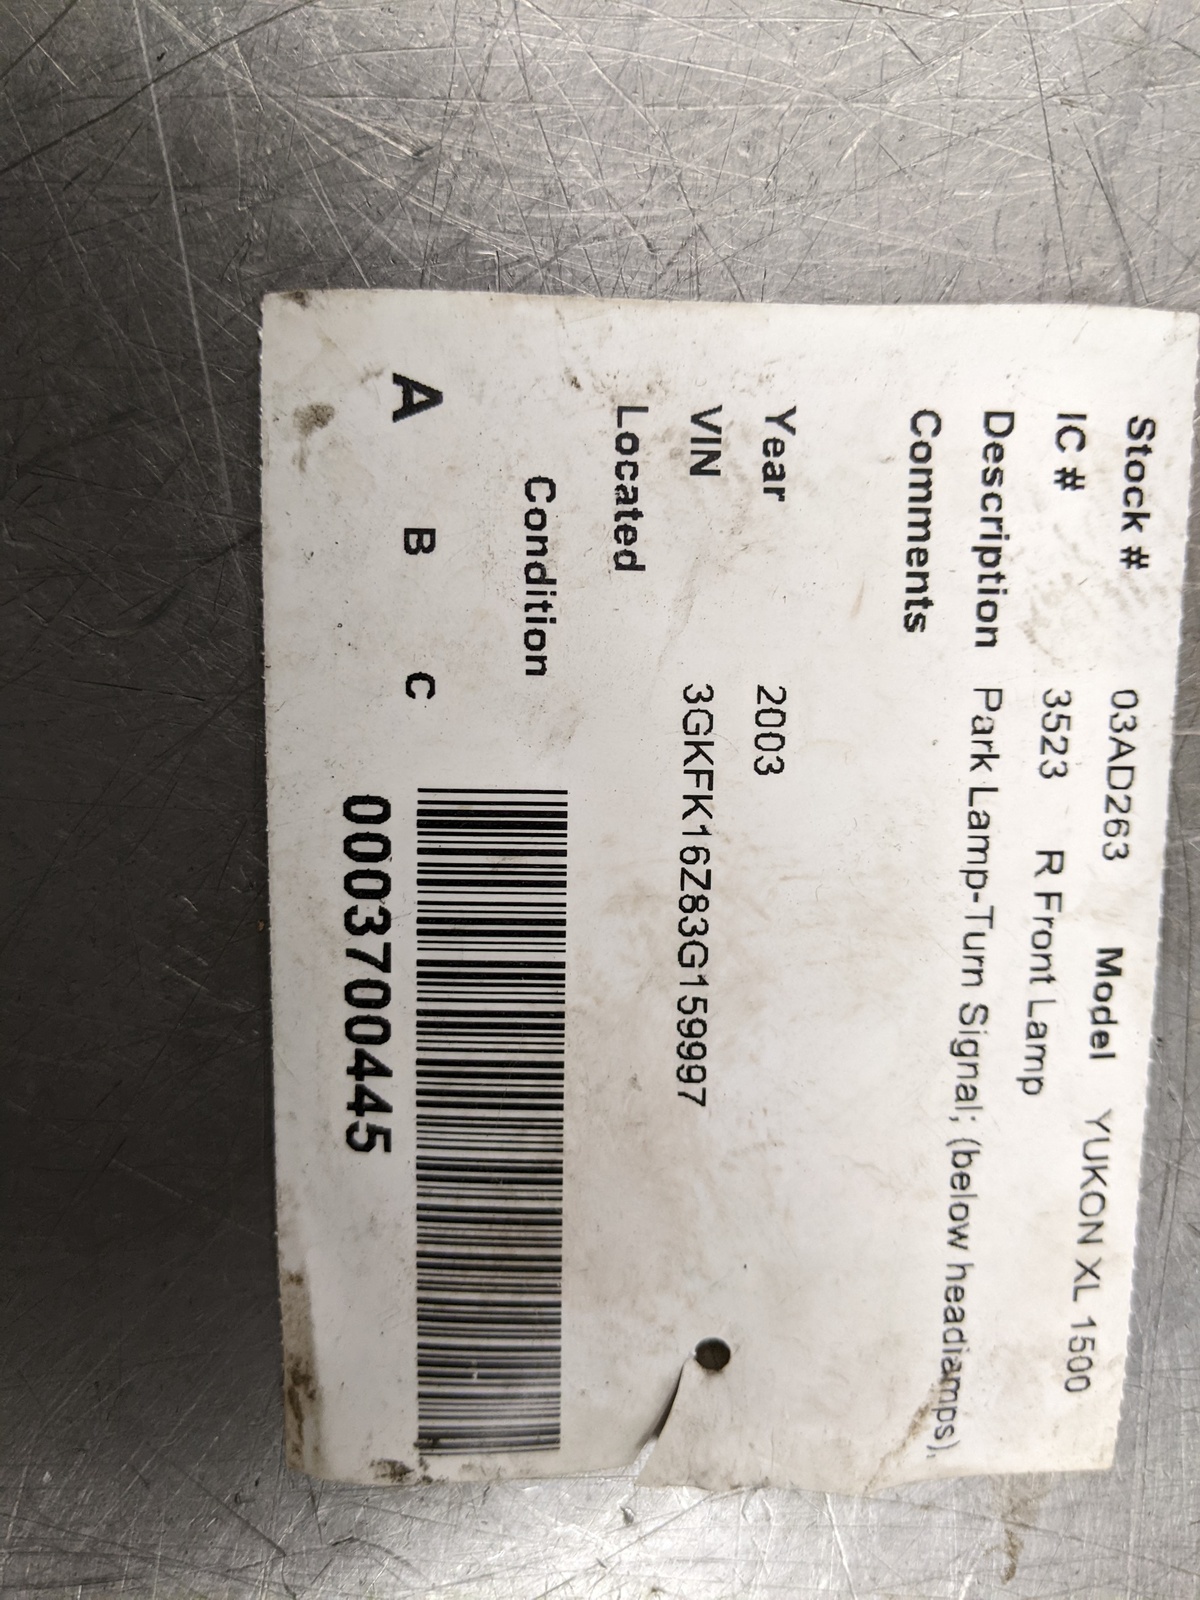 Stock # 03AD263 Model YUKON XL 1500
IC # 3523 R Front Lamp
Description Park Lamp-Turn Signal; (below headlamps),
Comments
Year 2003
VIN 3GKFK16Z83G159997
Located
Condition
A B C
0003700445